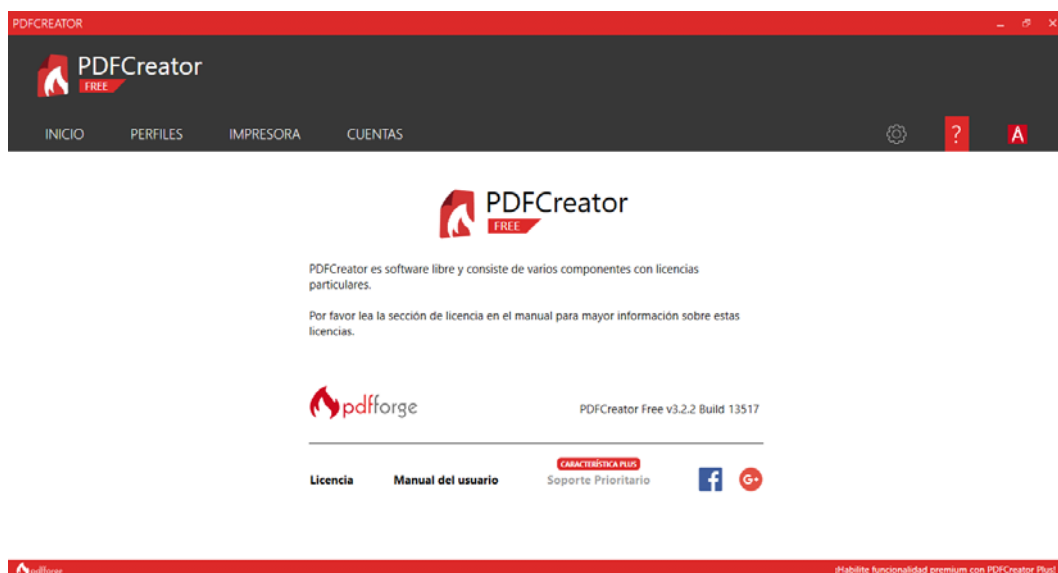 PDFCREATOR
PDFCreator
FREE
INICIO PERFILES IMPRESORA CUENTAS ?
PDFCreator
FREE
PDFCreator es software libre y consiste de varios componentes con licencias
particulares.
Por favor lea la sección de licencia en el manual para mayor información sobre estas
licencias.
pdfforge PDFCreator Free v3.2.2 Build 13517
CARACTERÍSTICA PLUS
Licencia Manual del usuario Soporte Prioritario f G+
pdfforge ¡Habilite funcionalidad premium con PDFCreator Plus!